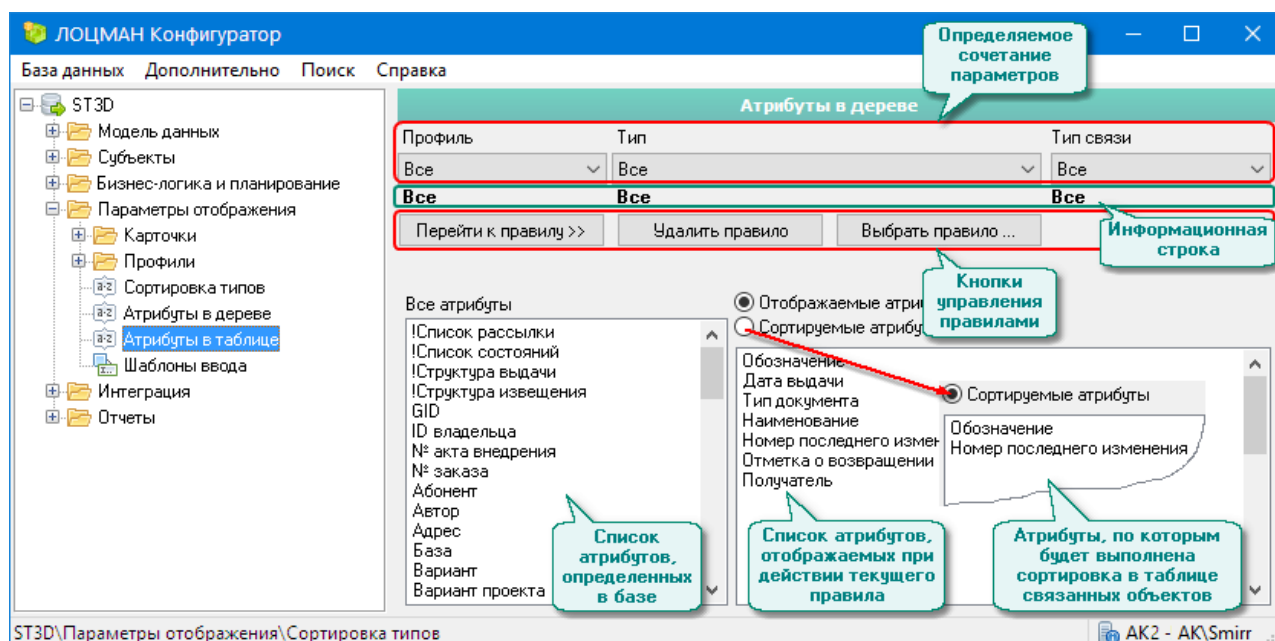 ЛОЦМАН Конфигуратор
База данных Дополнительно Поиск Справка
Определяемое
сочетание
параметров
ST3D
Модель данных
Субъекты
Бизнес-логика и планирование
Параметры отображения
Карточки
Профили
Сортировка типов
Атрибуты в дереве
Атрибуты в таблице
Шаблоны ввода
Интеграция
Отчеты
Атрибуты в дереве
Профиль Тип Тип связи
Все Все Все
Все Все Все
Перейти к правилу >> Удалить правило Выбрать правило ...
Информационная
строка
Кнопки
управления
правилами
Все атрибуты
!Список рассылки
!Список состояний
!Структура выдачи
!Структура извещения
GID
ID владельца
№ акта внедрения
№ заказа
Абонент
Автор
Адрес
База
Вариант
Вариант проекта
Список
атрибутов,
определенных
в базе
Отображаемые атри
Сортируемые атрибу
Обозначение
Дата выдачи
Тип документа
Наименование
Номер последнего измен
Отметка о возвращении
Получатель
Сортируемые атрибуты
Обозначение
Номер последнего изменения
Список атрибутов,
отображаемых при
действии текущего
правила
Атрибуты, по которым
будет выполнена
сортировка в таблице
связанных объектов
ST3D\Параметры отображения\Сортировка типов
AK2 - AK\Smirr